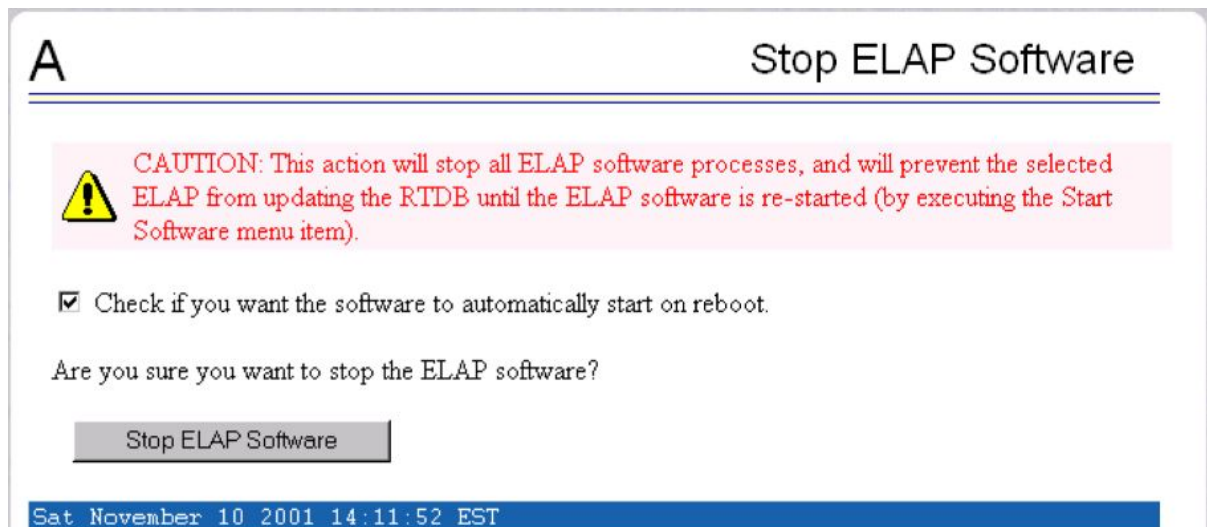 A
Stop ELAP Software
CAUTION: This action will stop all ELAP software processes, and will prevent the selected
ELAP from updating the RTDB until the ELAP software is re-started (by executing the Start
Software menu item).
Check if you want the software to automatically start on reboot.
Are you sure you want to stop the ELAP software?
Stop ELAP Software
Sat November 10 2001 14:11:52 EST